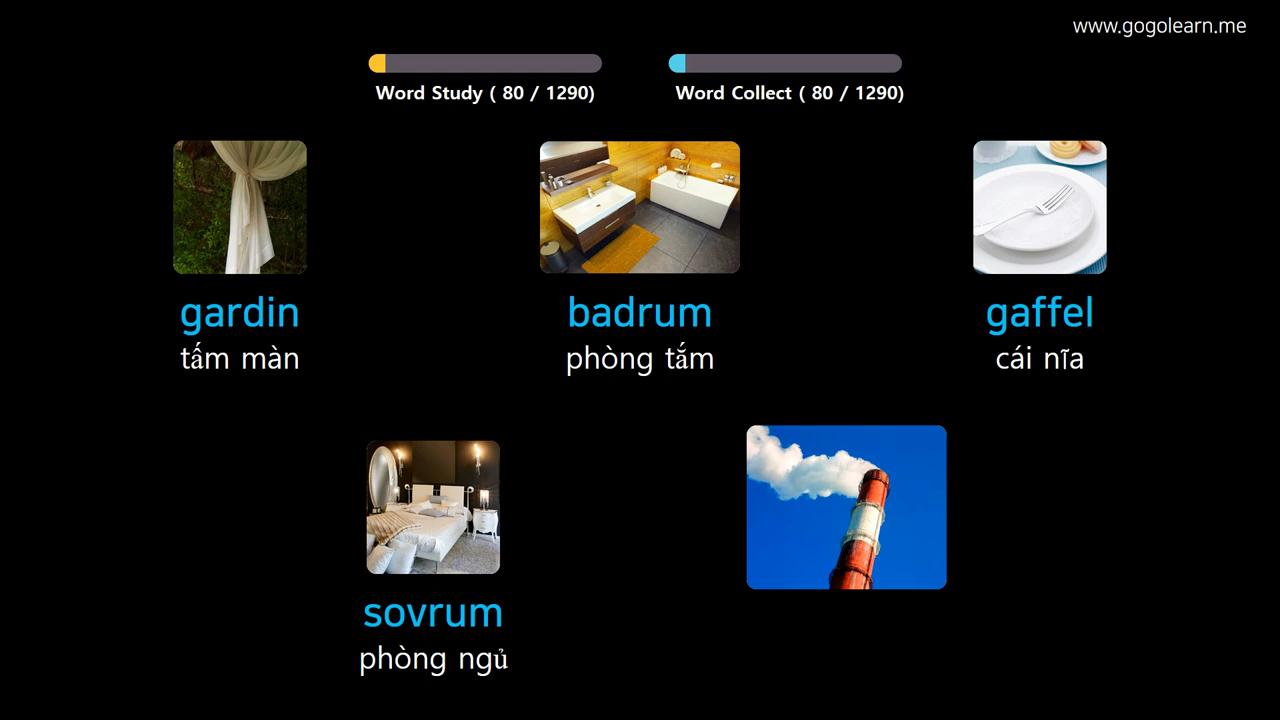 www.gogolearn.me
Word Study ( 80 / 1290)
Word Collect ( 80 / 1290)
gardin
tấm màn
badrum
phòng tắm
gaffel
cái nĩa
sovrum
phòng ngủ